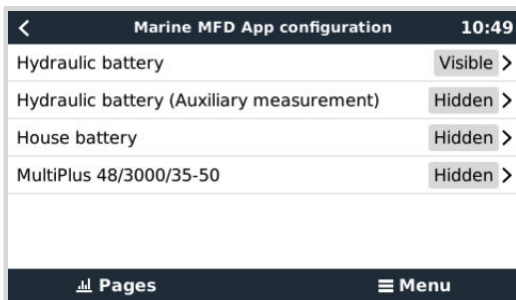 Marine MFD App configuration 10:49
Hydraulic battery Visible
Hydraulic battery (Auxiliary measurement) Hidden
House battery Hidden
MultiPlus 48/3000/35-50 Hidden
Pages Menu